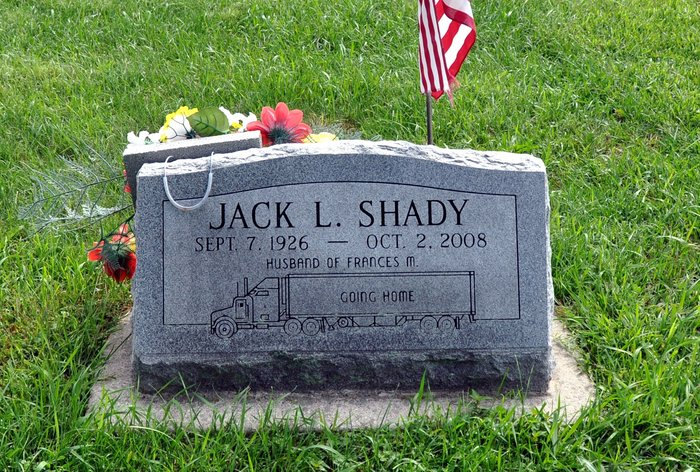 JACK L. SHADY
SEPT. 7, 1926 — OCT. 2, 2008
HUSBAND OF FRANCES M.
GOING HOME